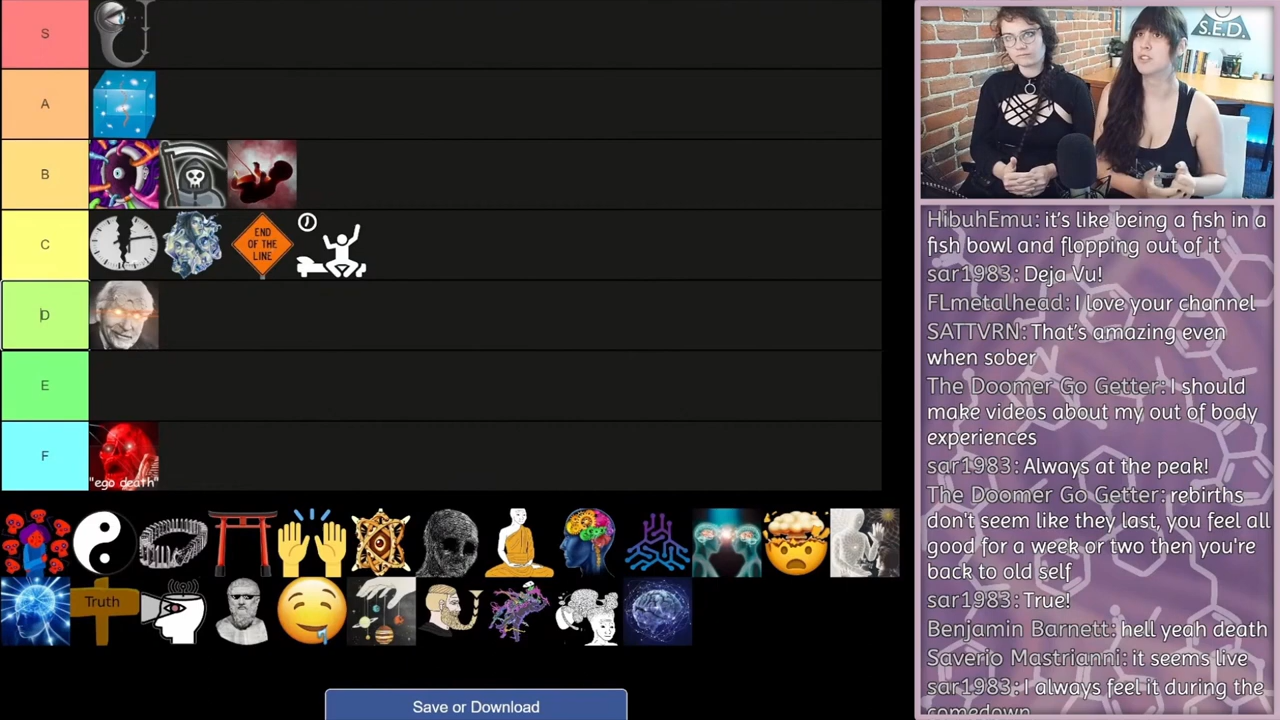 S
A
B
C
END
OF THE
LINE
D
E
F
"ego death"
Truth
Save or Download
S.E.D.
HibuhEmu: it's like being a fish in a
fish bowl and flopping out of it
sar1983: Deja Vu!
FLmetalhead: I love your channel
SATTVRN: That's amazing even
when sober
The Doomer Go Getter: I should
make videos about my out of body
experiences
sar1983: Always at the peak!
The Doomer Go Getter: rebirths
don't seem like they last, you feel all
good for a week or two then you're
back to old self
sar1983: True!
Benjamin Barnett: hell yeah death
Saverio Mastrianni: it seems live
sar1983: I always feel it during the
comedown